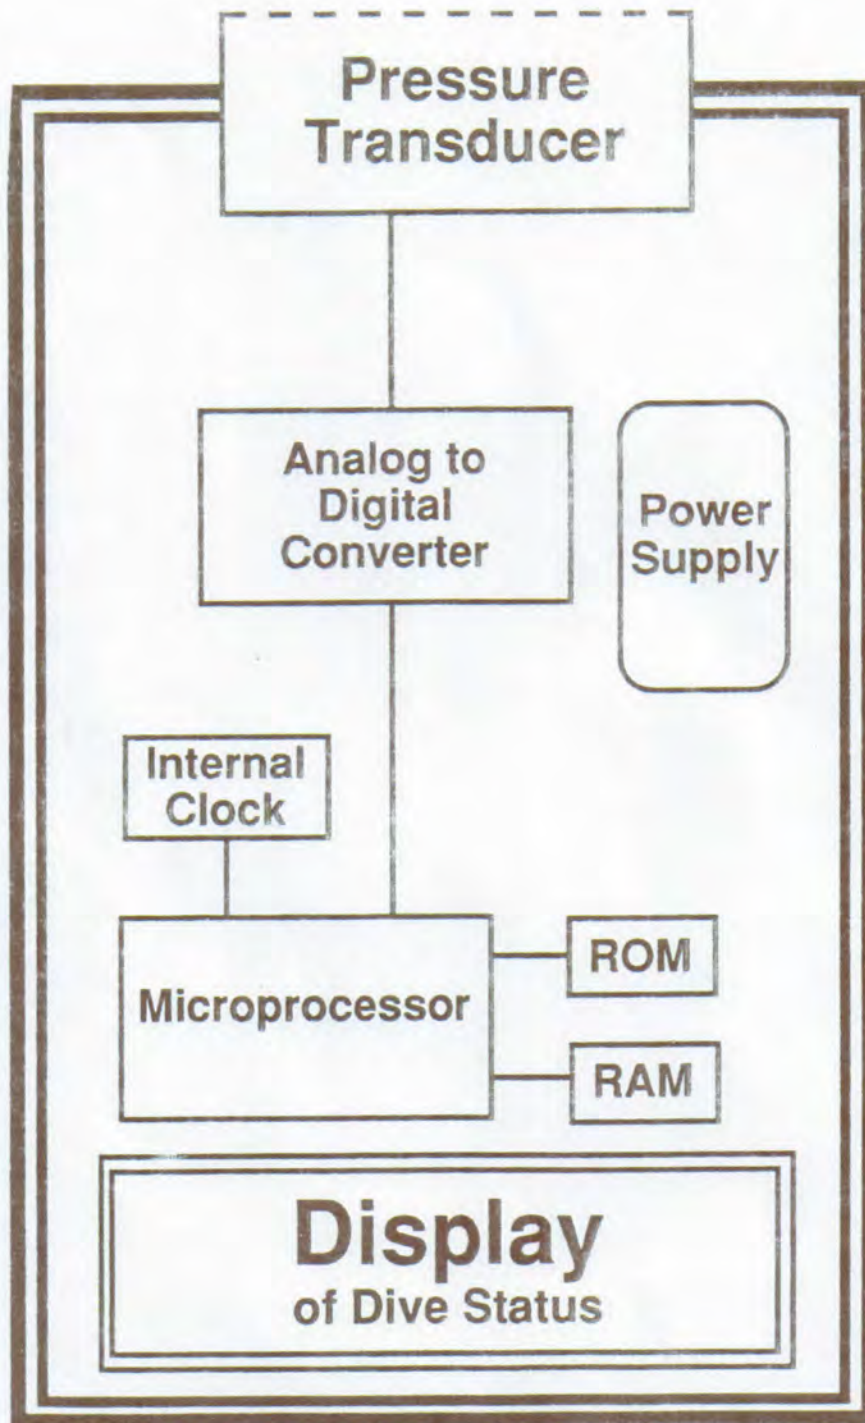 Pressure
Transducer
Analog to
Digital
Converter
Power
Supply
Internal
Clock
Microprocessor
ROM
RAM
Display
of Dive Status